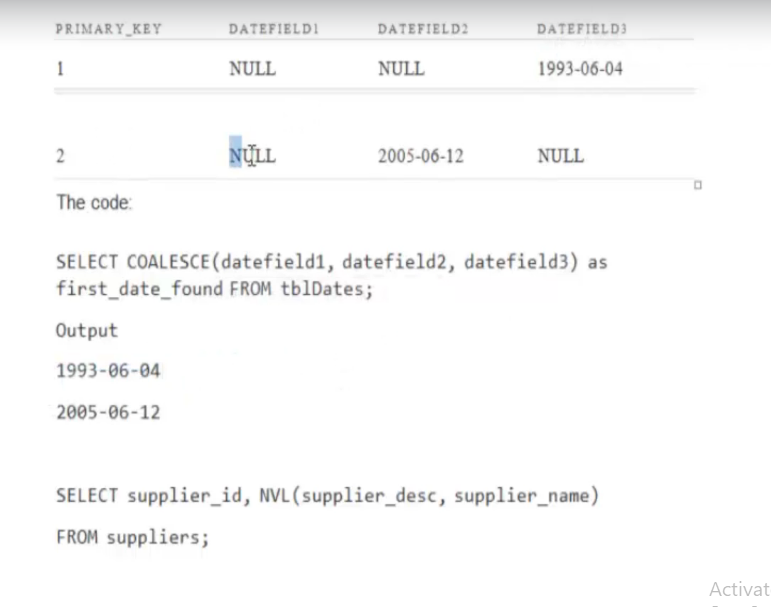 PRIMARY_KEY DATEFIELD1 DATEFIELD2 DATEFIELD3
1 NULL NULL 1993-06-04
2 NULL 2005-06-12 NULL
The code:
SELECT COALESCE(datefield1, datefield2, datefield3) as
first_date_found FROM tblDates;
Output
1993-06-04
2005-06-12
SELECT supplier_id, NVL(supplier_desc, supplier_name)
FROM suppliers;
Activat